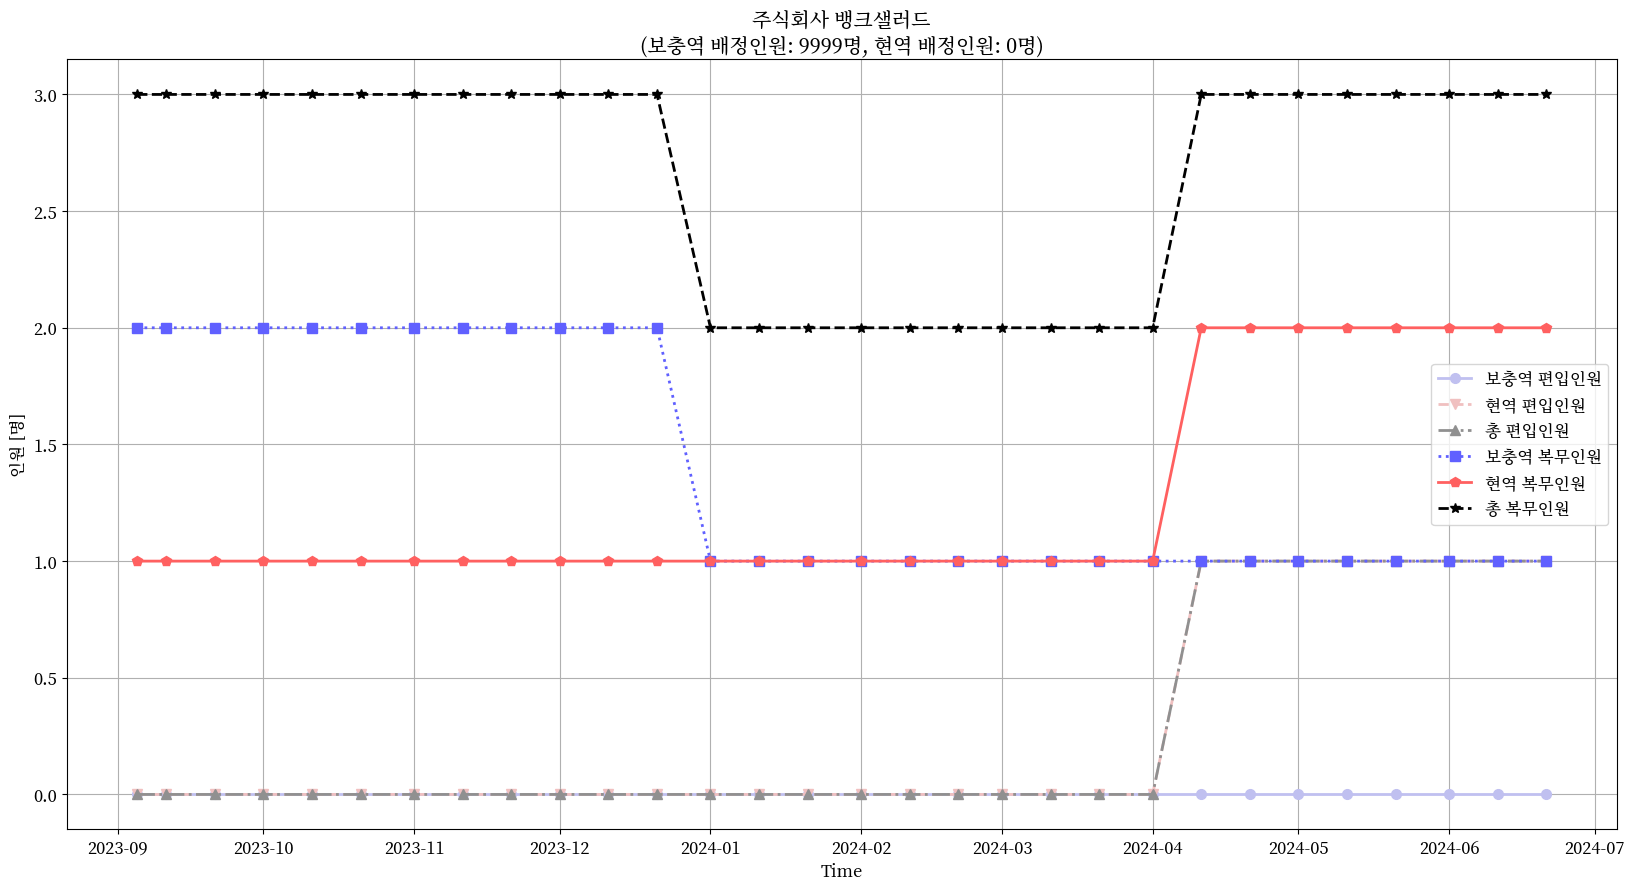 주식회사 뱅크샐러드
(보충역 배정인원: 9999명, 현역 배정인원: 0명)
3.0
2.5
2.0
1.5
1.0
0.5
0.0
인원 [명]
보충역 편입인원
현역 편입인원
총 편입인원
보충역 복무인원
현역 복무인원
총 복무인원
2023-09 2023-10 2023-11 2023-12 2024-01 2024-02 2024-03 2024-04 2024-05 2024-06 2024-07
Time